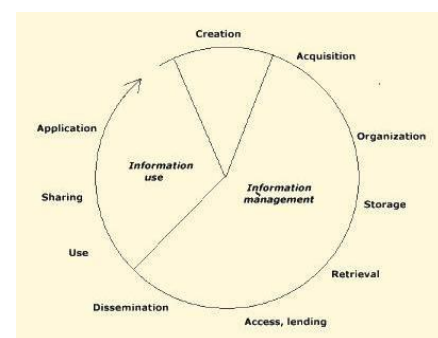 Creation
Acquisition
Organization
Storage
Retrieval
Access, lending
Dissemination
Use
Sharing
Application
Information
use
Information
management